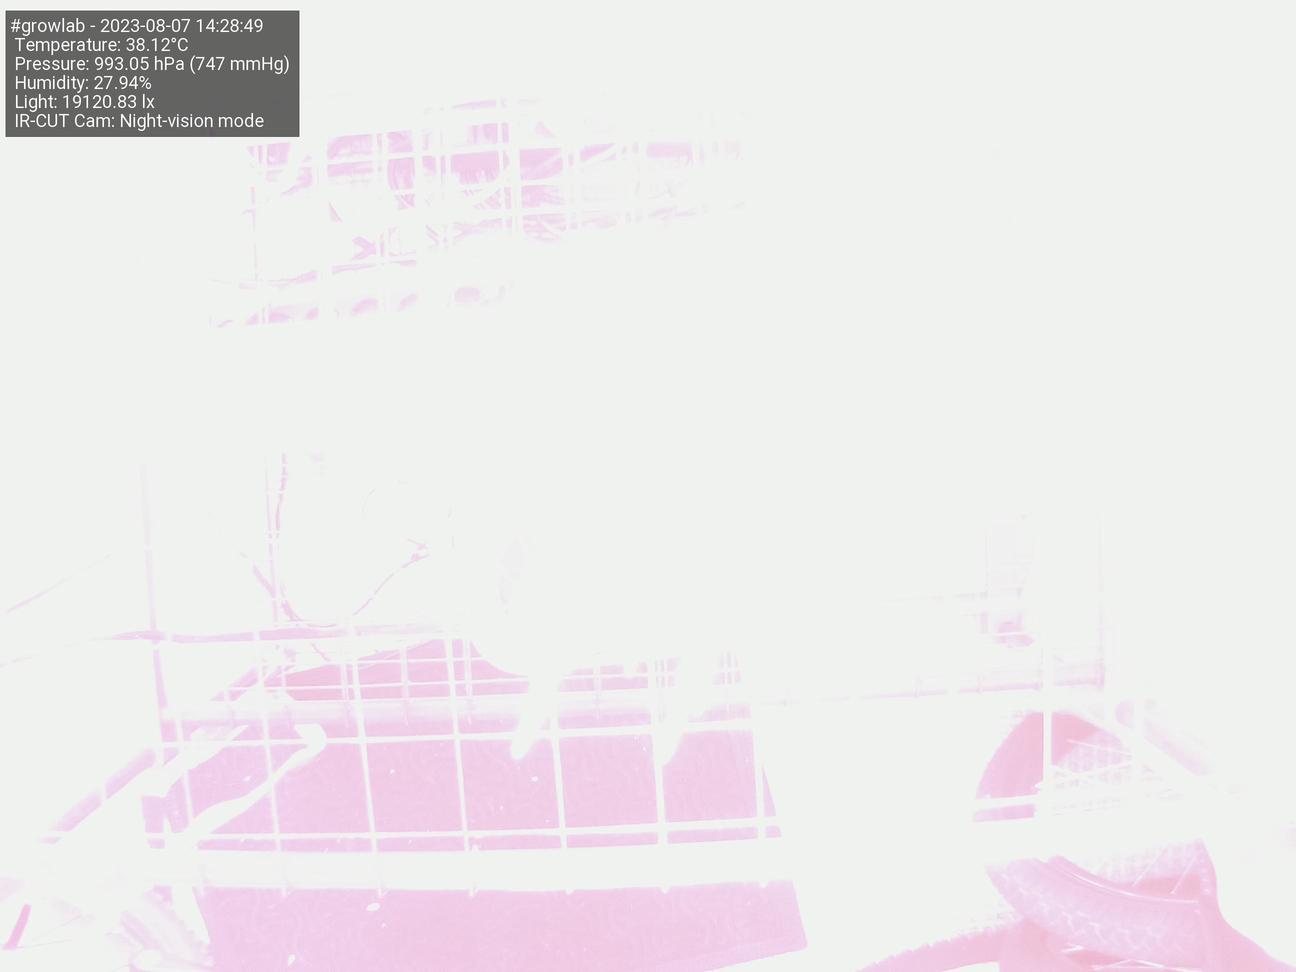 #growlab - 2023-08-07 14:28:49
Temperature: 38.12°C
Pressure: 993.05 hPa (747 mmHg)
Humidity: 27.94%
Light: 19120.83 lx
IR-CUT Cam: Night-vision mode